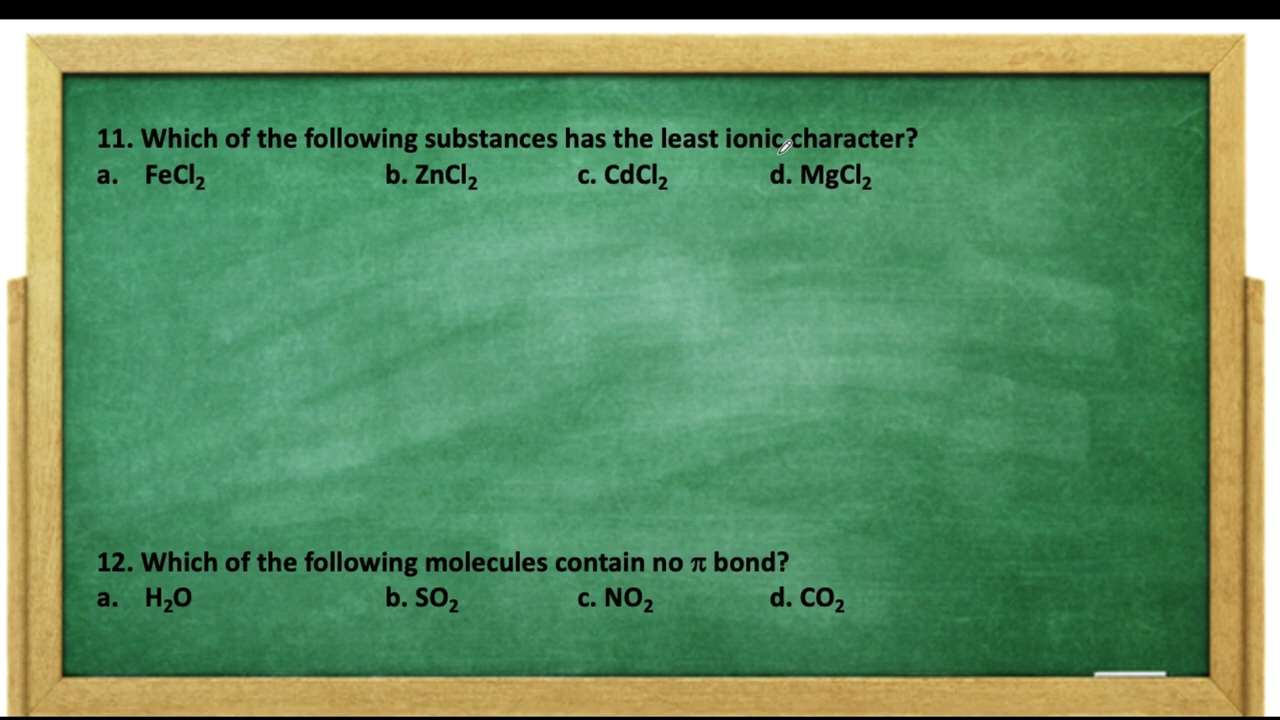 11. Which of the following substances has the least ionic character?
a. FeCl₂ b. ZnCl₂ c. CdCl₂ d. MgCl₂
12. Which of the following molecules contain no π bond?
a. H₂O b. SO₂ c. NO₂ d. CO₂